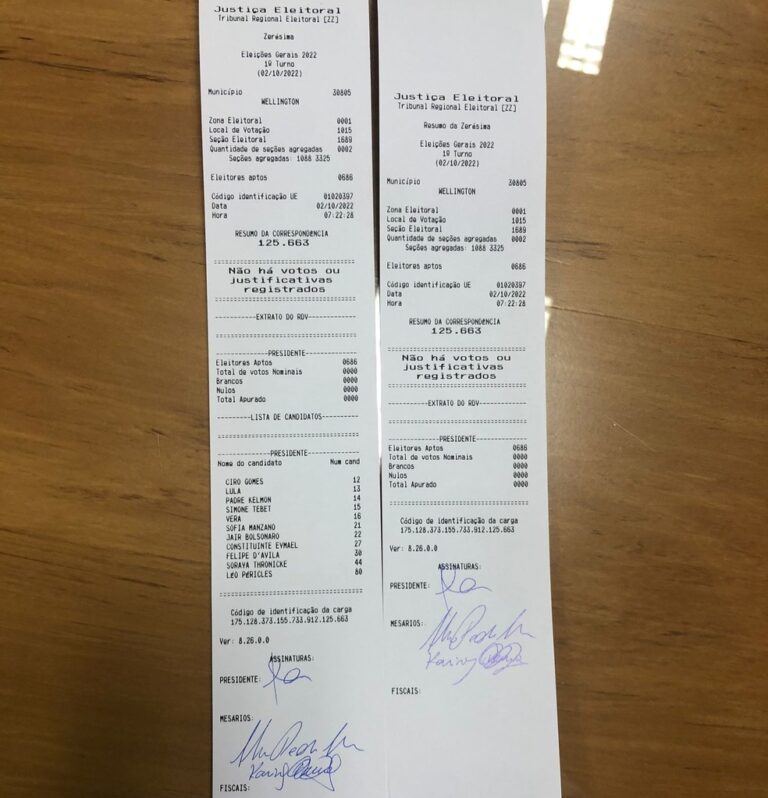 Justiça Eleitoral
Tribunal Regional Eleitoral [ZZ]
Zerésima
Eleições Gerais 2022
1º Turno
(02/10/2022)
Município 30805
WELLINGTON
Zona Eleitoral 0001
Local de Votação 1015
Seção Eleitoral 1689
Quantidade de seções agregadas 0002
Seções agregadas: 1088 3325
Eleitores aptos 0686
Código identificação UE 01020397
Data 02/10/2022
Hora 07:22:28
RESUMO DA CORRESPONDêNCIA
125.663
Não há votos ou
justificativas
registrados
EXTRATO DO RDV
PRESIDENTE
Eleitores Aptos 0686
Total de votos Nominais 0000
Brancos 0000
Nulos 0000
Total Apurado 0000
LISTA DE CANDIDATOS
PRESIDENTE
Nome do candidato Num cand
CIRO GOMES 12
LULA 13
PADRE KELMON 14
SIMONE TEBET 15
VERA 16
SOFIA MANZANO 21
JAIR BOLSONARO 22
CONSTITUINTE EYMAEL 27
FELIPE D'AVILA 30
SORAYA THRONICKE 44
LéO PéRICLES 80
Código de identificação da carga
175.128.373.155.733.912.125.663
Ver: 8.26.0.0
ASSINATURAS:
PRESIDENTE:
MESARIOS:
FISCAIS:
Justiça Eleitoral
Tribunal Regional Eleitoral [ZZ]
Resumo da Zerésima
Eleições Gerais 2022
1º Turno
(02/10/2022)
Município 30805
WELLINGTON
Zona Eleitoral 0001
Local de Votação 1015
Seção Eleitoral 1689
Quantidade de seções agregadas 0002
Seções agregadas: 1088 3325
Eleitores aptos 0686
Código identificação UE 01020397
Data 02/10/2022
Hora 07:22:28
RESUMO DA CORRESPONDêNCIA
125.663
Não há votos ou
justificativas
registrados
EXTRATO DO RDV
PRESIDENTE
Eleitores Aptos 0686
Total de votos Nominais 0000
Brancos 0000
Nulos 0000
Total Apurado 0000
Código de identificação da carga
175.128.373.155.733.912.125.663
Ver: 8.26.0.0
ASSINATURAS:
PRESIDENTE:
MESARIOS:
FISCAIS: